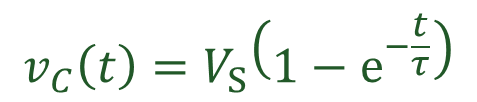 v_C(t) = V_S(1 − e^{−t/τ})